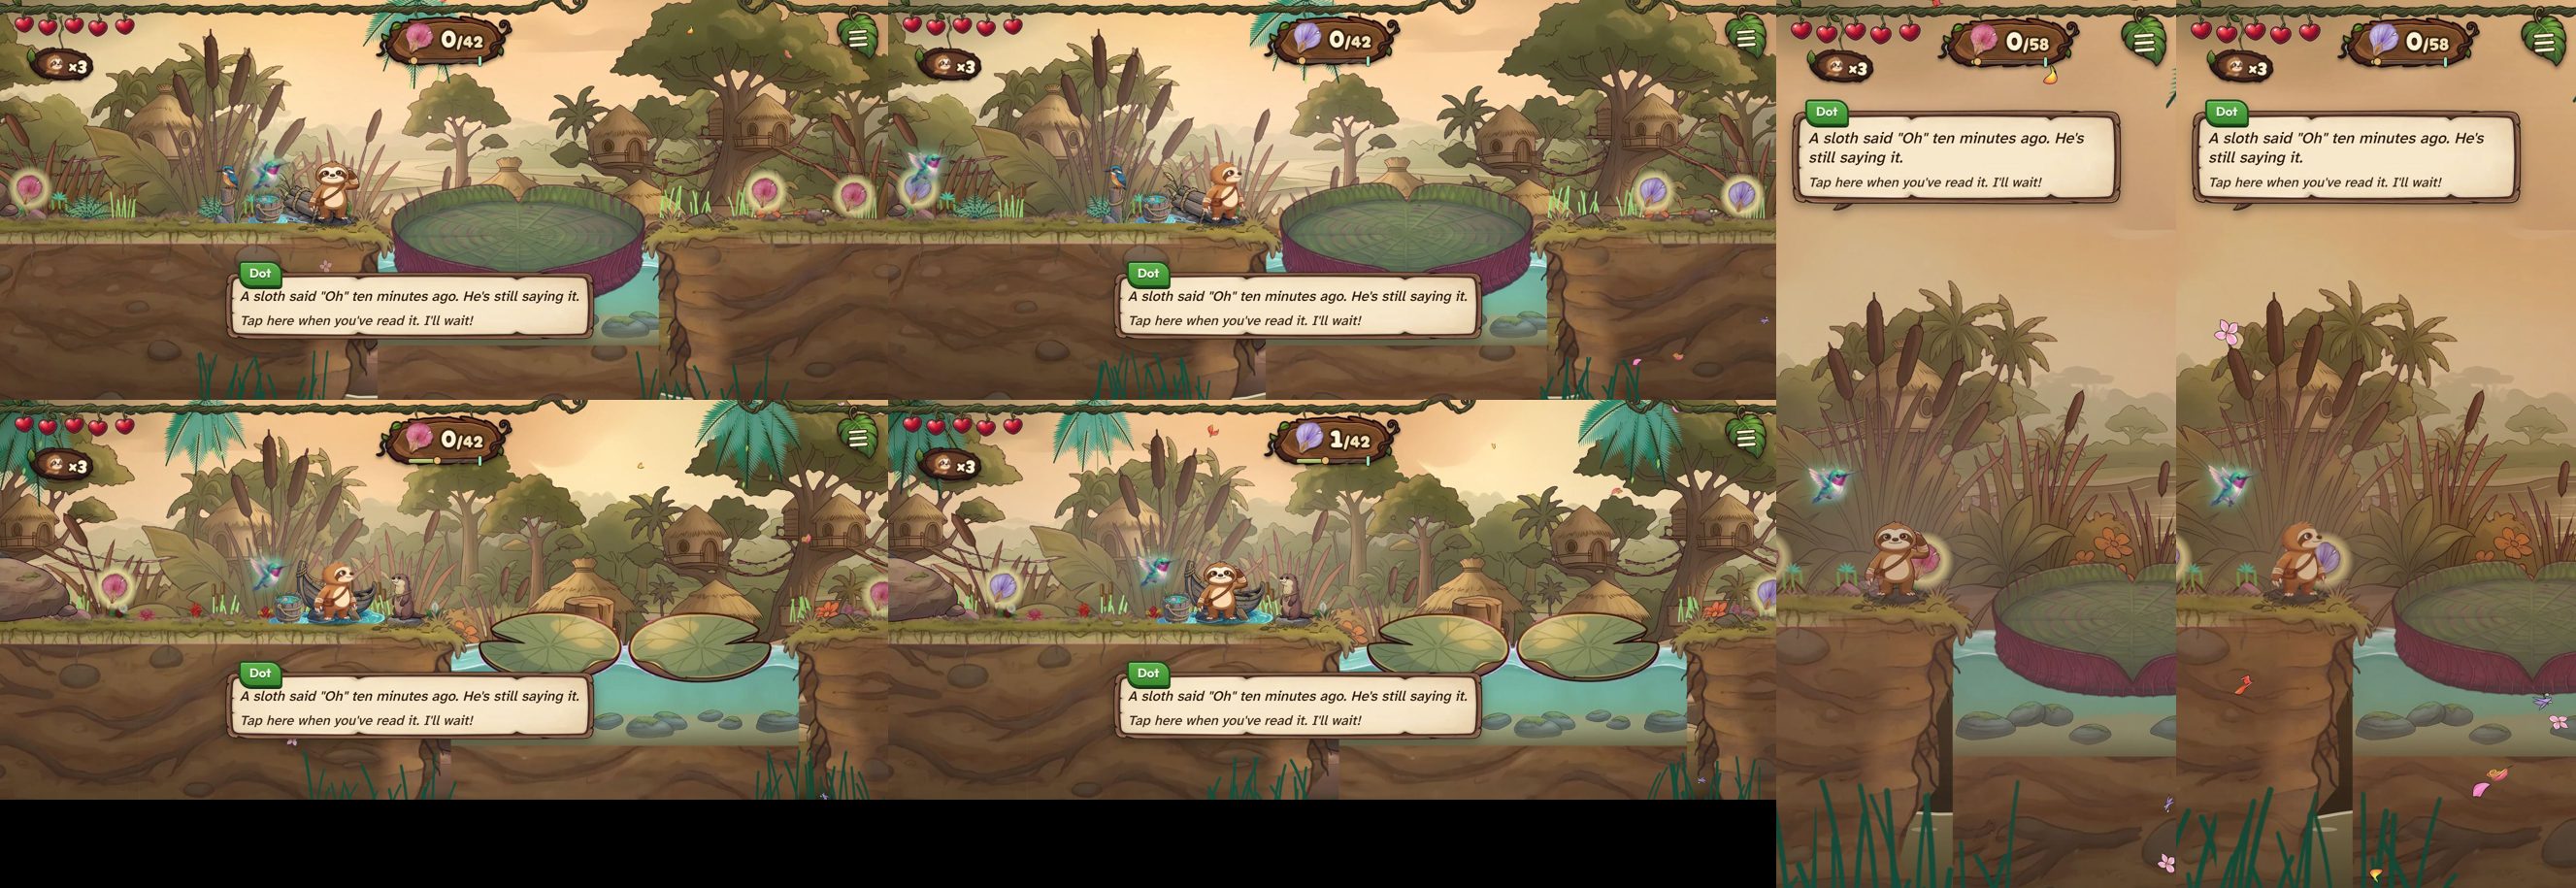 0/42
×3
Dot
A sloth said "Oh" ten minutes ago. He's still saying it.
Tap here when you've read it. I'll wait!
0/42
×3
Dot
A sloth said "Oh" ten minutes ago. He's still saying it.
Tap here when you've read it. I'll wait!
0/58
×3
Dot
A sloth said "Oh" ten minutes ago. He's
still saying it.
Tap here when you've read it. I'll wait!
0/58
×3
Dot
A sloth said "Oh" ten minutes ago. He's
still saying it.
Tap here when you've read it. I'll wait!
0/42
×3
Dot
A sloth said "Oh" ten minutes ago. He's still saying it.
Tap here when you've read it. I'll wait!
1/42
×3
Dot
A sloth said "Oh" ten minutes ago. He's still saying it.
Tap here when you've read it. I'll wait!